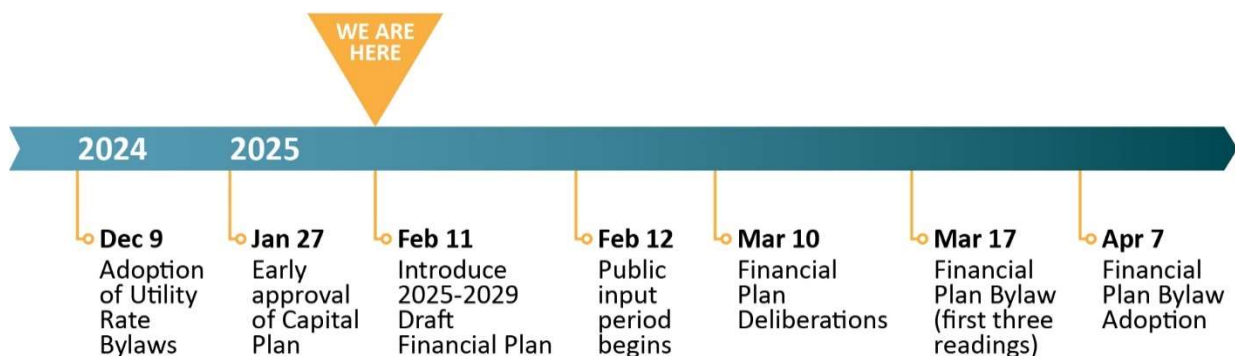 WE ARE
HERE
2024
2025
Dec 9
Adoption
of Utility
Rate
Bylaws
Jan 27
Early
approval
of Capital
Plan
Feb 11
Introduce
2025-2029
Draft
Financial Plan
Feb 12
Public
input
period
begins
Mar 10
Financial
Plan
Deliberations
Mar 17
Financial
Plan Bylaw
(first three
readings)
Apr 7
Financial
Plan Bylaw
Adoption